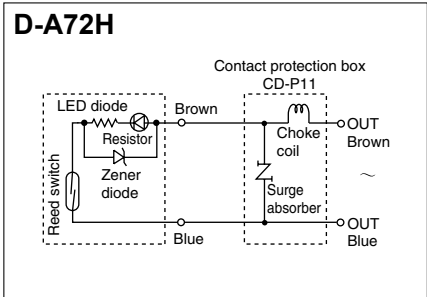 D-A72H
Contact protection box
CD-P11
LED diode
Brown
Resistor
Zener
diode
Reed switch
Blue
Choke
coil
Surge
absorber
OUT
Brown
~
OUT
Blue